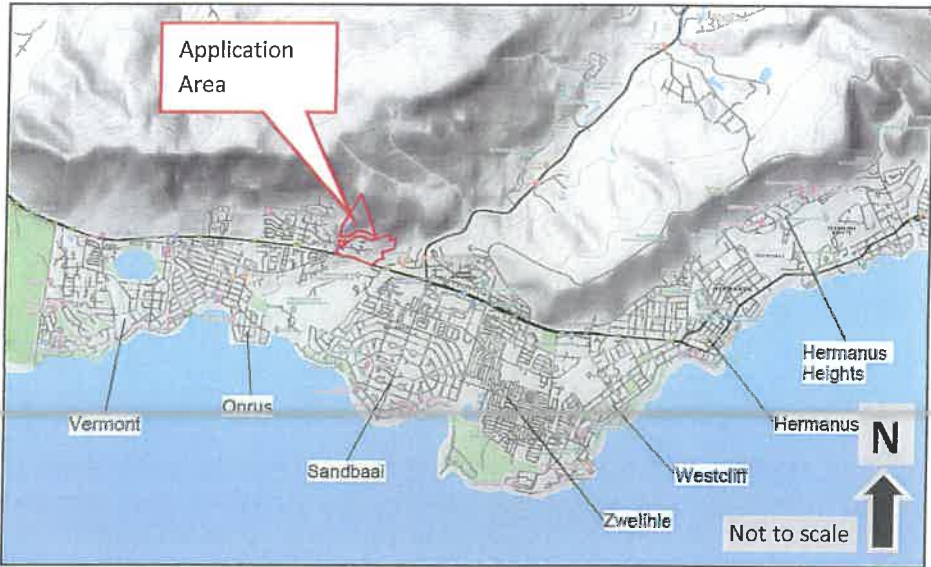 Application
Area
Hermanus
Heights
Onrus
Vermont
Hermanus
N
Sandbaai
Westcliff
Zwelihle
Not to scale